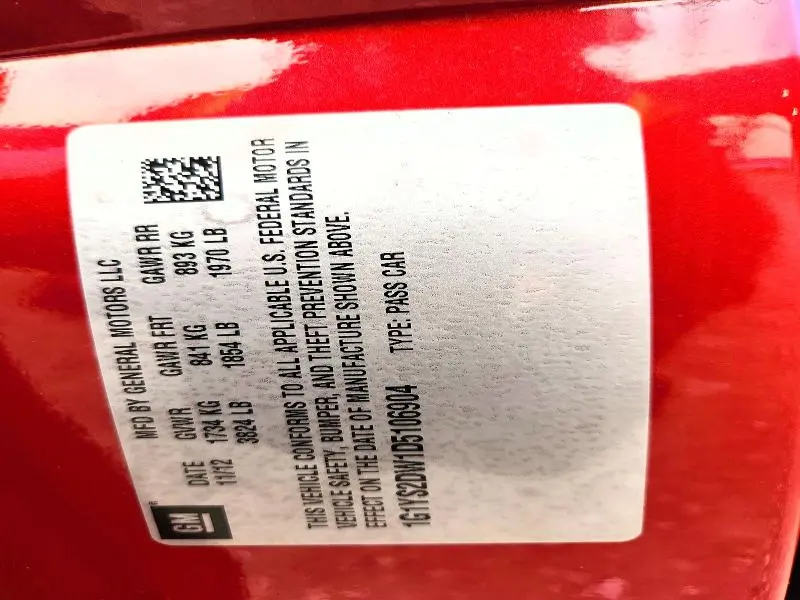 GM
MFD BY GENERAL MOTORS LLC
DATE GVWR GAWR FRT GAWR RR
11/12 1734 KG 841 KG 893 KG
3824 LB 1854 LB 1970 LB
THIS VEHICLE CONFORMS TO ALL APPLICABLE U.S. FEDERAL MOTOR
VEHICLE SAFETY, BUMPER, AND THEFT PREVENTION STANDARDS IN
EFFECT ON THE DATE OF MANUFACTURE SHOWN ABOVE.
1G1YS2DW1D5106904 TYPE: PASS CAR